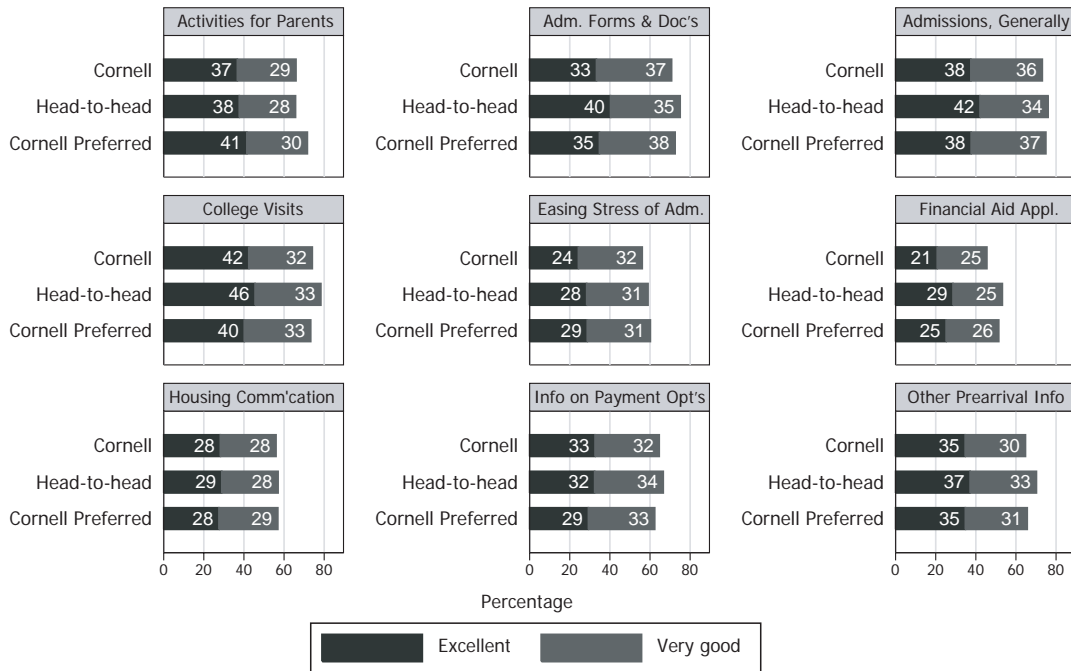 Activities for Parents
Cornell 37 29
Head-to-head 38 28
Cornell Preferred 41 30
Adm. Forms & Doc's
Cornell 33 37
Head-to-head 40 35
Cornell Preferred 35 38
Admissions, Generally
Cornell 38 36
Head-to-head 42 34
Cornell Preferred 38 37
College Visits
Cornell 42 32
Head-to-head 46 33
Cornell Preferred 40 33
Easing Stress of Adm.
Cornell 24 32
Head-to-head 28 31
Cornell Preferred 29 31
Financial Aid Appl.
Cornell 21 25
Head-to-head 29 25
Cornell Preferred 25 26
Housing Comm'cation
Cornell 28 28
Head-to-head 29 28
Cornell Preferred 28 29
0 20 40 60 80
Info on Payment Opt's
Cornell 33 32
Head-to-head 32 34
Cornell Preferred 29 33
0 20 40 60 80
Other Prearrival Info
Cornell 35 30
Head-to-head 37 33
Cornell Preferred 35 31
0 20 40 60 80
Percentage
Excellent Very good